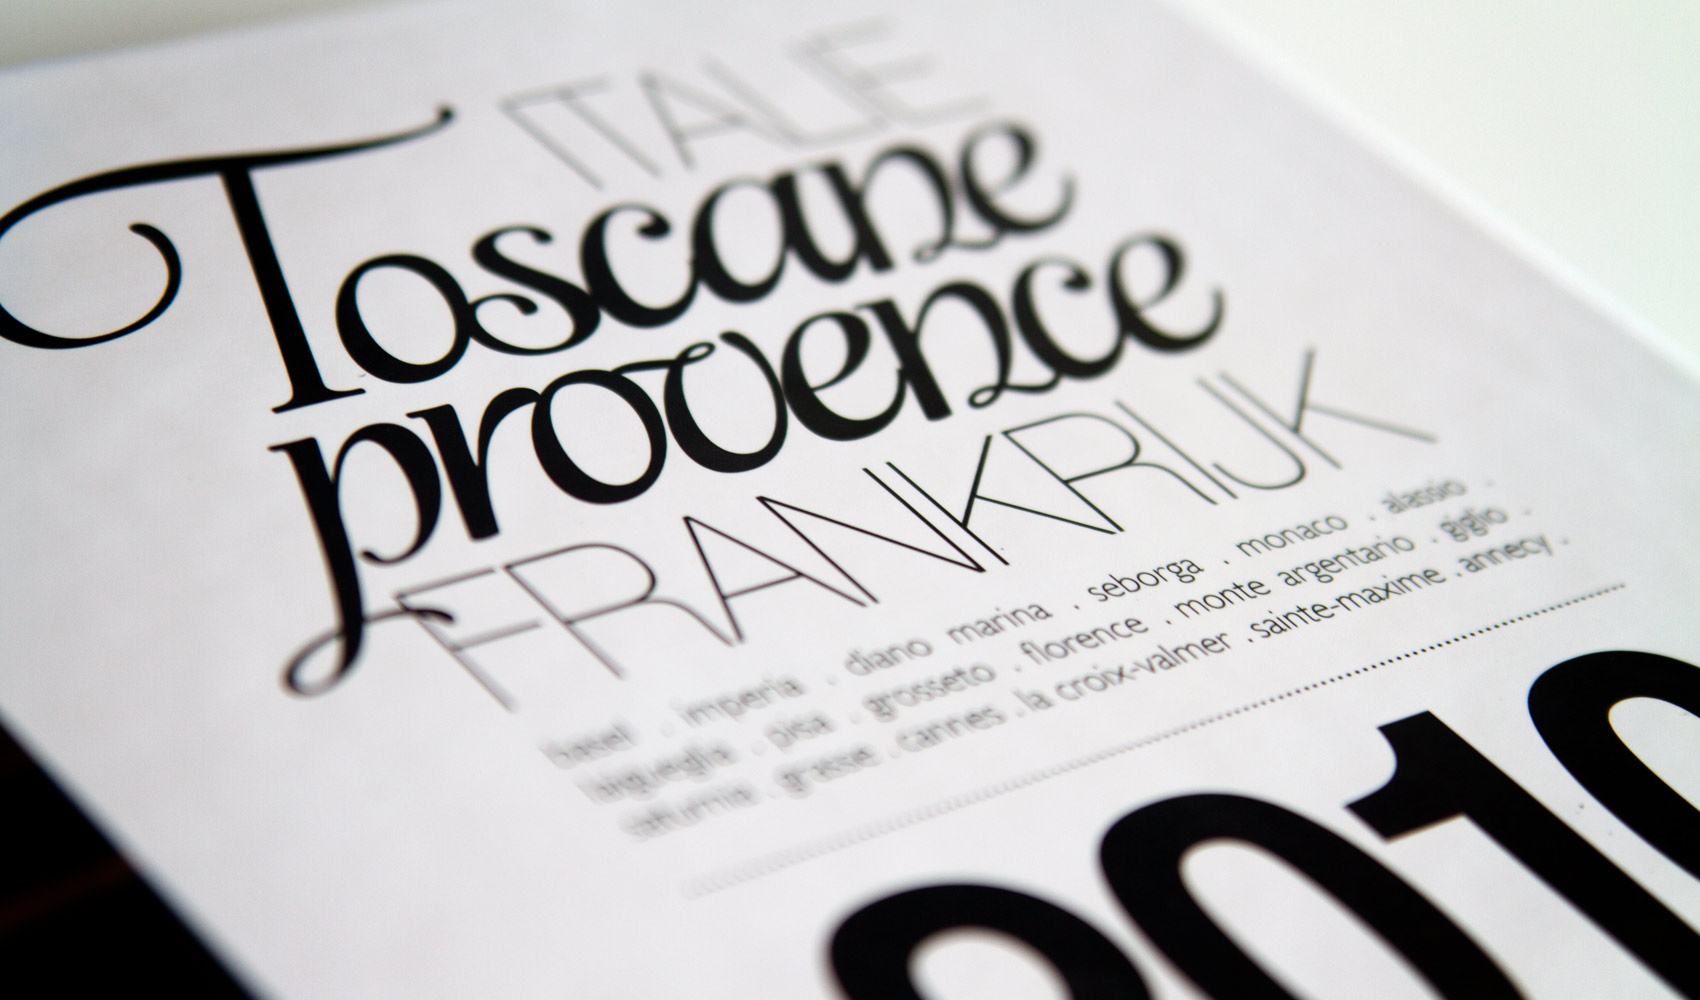 ITALIE
Toscane
provence
FRANKRIJK
basel . imperia . diano marina . seborga . monaco . alassio .
laigueglia . pisa . grosseto . florence . monte argentario . giglio .
saturnia . grasse . cannes . la croix-valmer . sainte-maxime . annecy .
2010